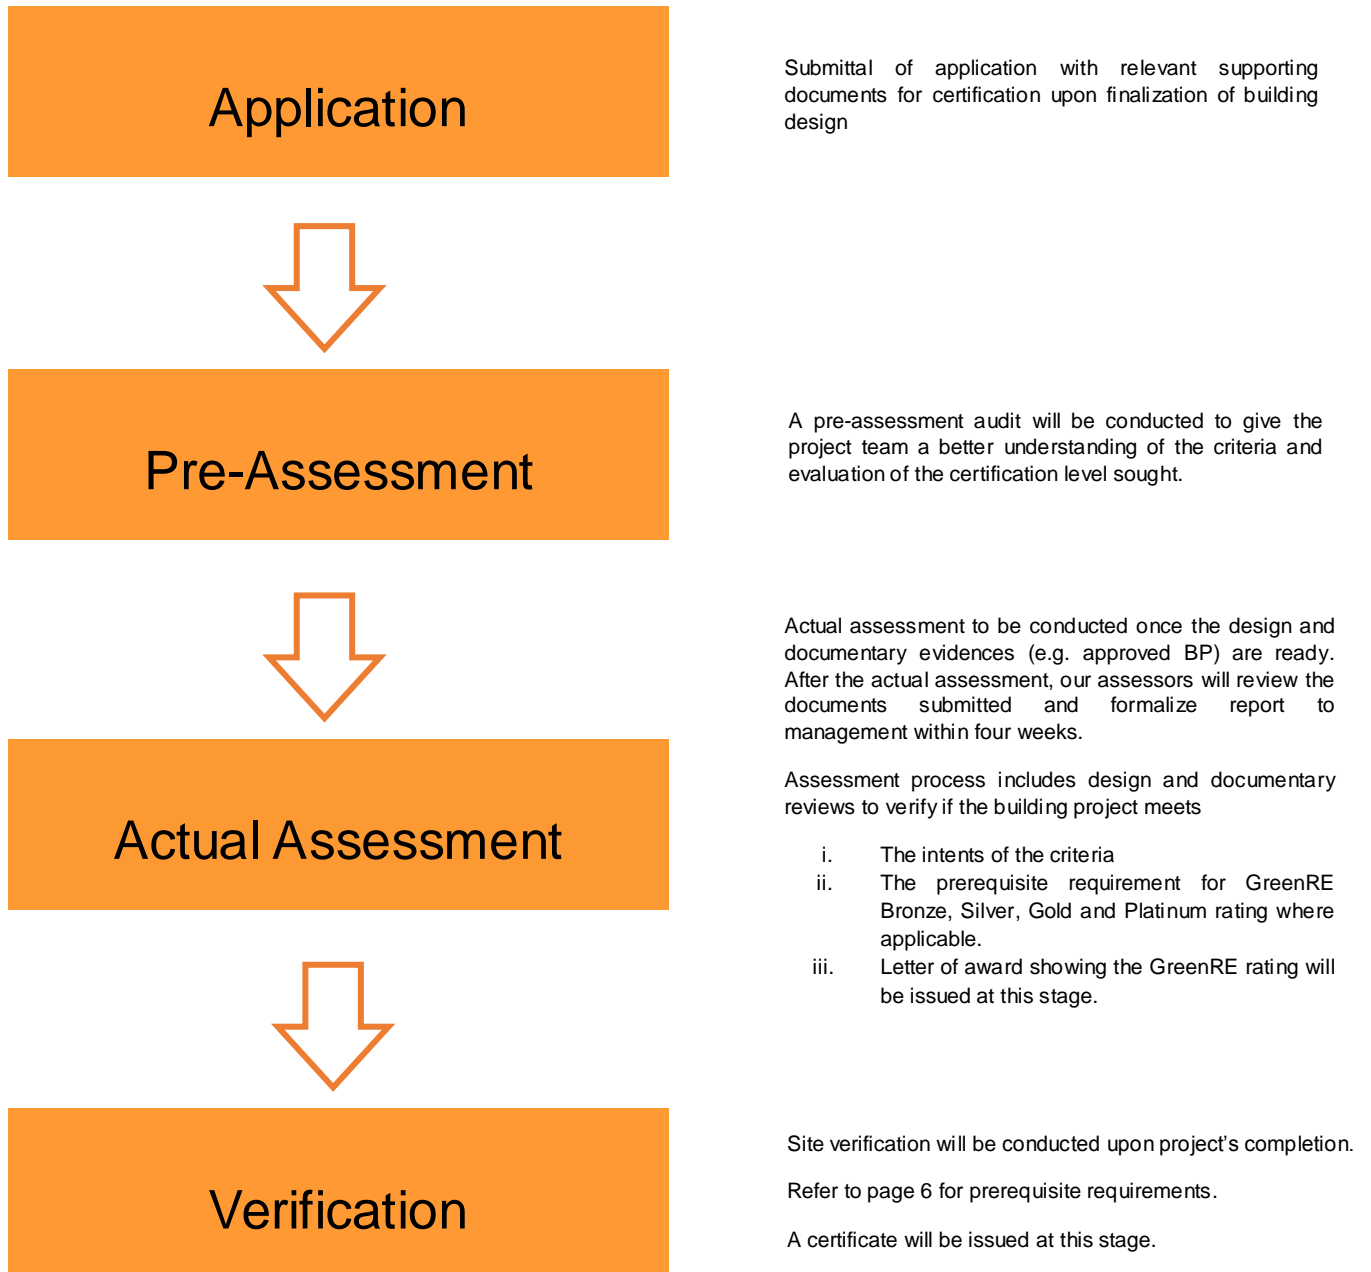 Application
Submittal of application with relevant supporting
documents for certification upon finalization of building
design
Pre-Assessment
A pre-assessment audit will be conducted to give the
project team a better understanding of the criteria and
evaluation of the certification level sought.
Actual Assessment
Actual assessment to be conducted once the design and
documentary evidences (e.g. approved BP) are ready.
After the actual assessment, our assessors will review the
documents submitted and formalize report to
management within four weeks.
Assessment process includes design and documentary
reviews to verify if the building project meets
i. The intents of the criteria
ii. The prerequisite requirement for GreenRE
Bronze, Silver, Gold and Platinum rating where
applicable.
iii. Letter of award showing the GreenRE rating will
be issued at this stage.
Verification
Site verification will be conducted upon project’s completion.
Refer to page 6 for prerequisite requirements.
A certificate will be issued at this stage.